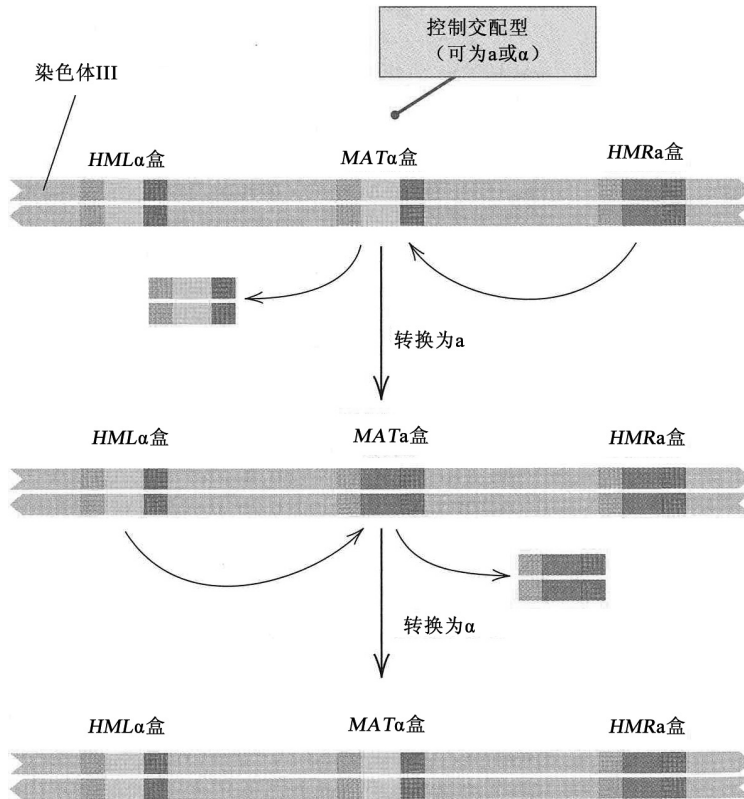 控制交配型
（可为a或α）
染色体III
HMLα盒
MATα盒
HMRa盒
转换为a
HMLα盒
MATa盒
HMRa盒
转换为α
HMLα盒
MATα盒
HMRa盒